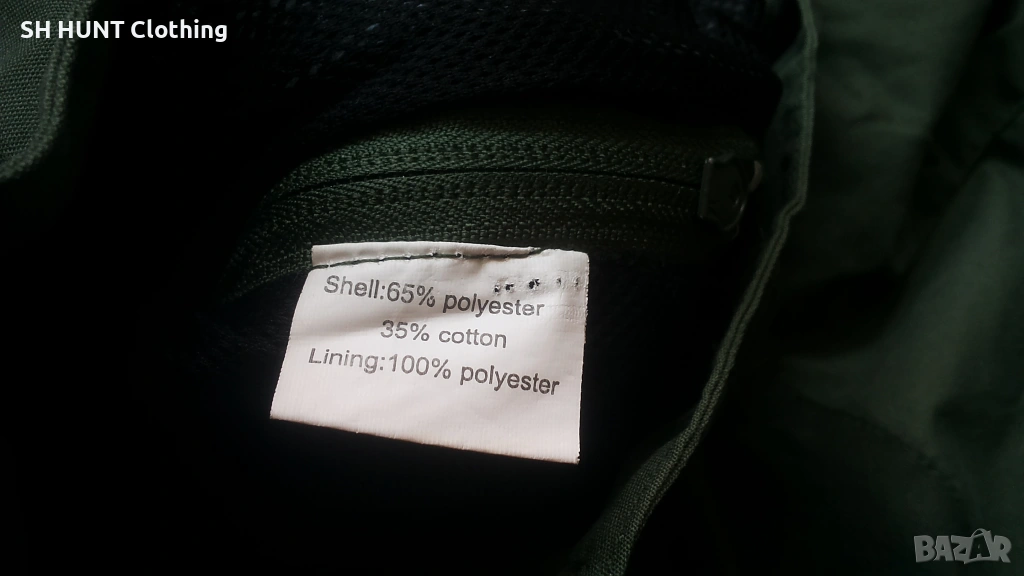 SH HUNT Clothing
Shell:65% polyester
35% cotton
Lining:100% polyester
BAZAR